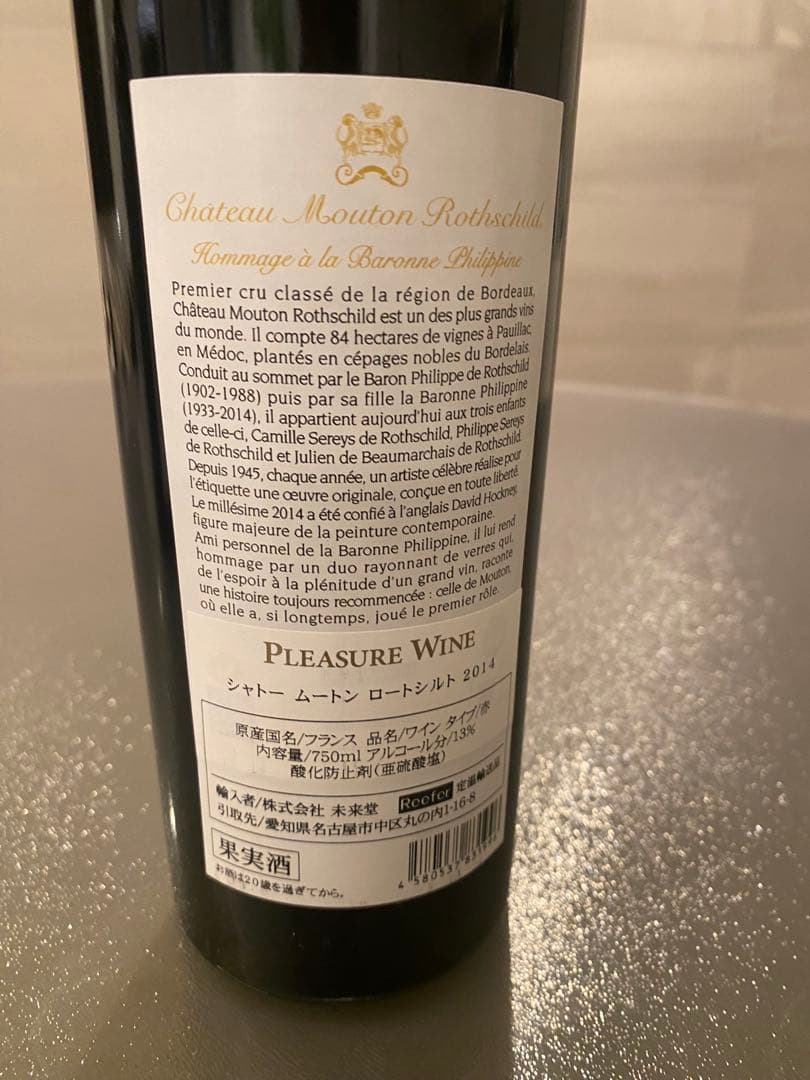 Château Mouton Rothschild
Hommage à la Baronne Philippine
Premier cru classé de la région de Bordeaux,
Château Mouton Rothschild est un des plus grands vins
du monde. Il compte 84 hectares de vignes à Pauillac,
en Médoc, plantés en cépages nobles du Bordelais.
Conduit au sommet par le Baron Philippe de Rothschild
(1902-1988) puis par sa fille la Baronne Philippine
(1933-2014), il appartient aujourd'hui aux trois enfants
de celle-ci, Camille Sereys de Rothschild, Philippe Sereys
de Rothschild et Julien de Beaumarchais de Rothschild.
Depuis 1945, chaque année, un artiste célèbre réalise pour
l'étiquette une œuvre originale, conçue en toute liberté.
Le millésime 2014 a été confié à l'anglais David Hockney,
figure majeure de la peinture contemporaine.
Ami personnel de la Baronne Philippine, il lui rend
hommage par un duo rayonnant de verres qui,
de l'espoir à la plénitude d'un grand vin, raconte
une histoire toujours recommencée : celle de Mouton,
où elle a, si longtemps, joué le premier rôle.
PLEASURE WINE
シャトー ムートン ロートシルト 2014
原産国名/フランス 品名/ワイン タイプ/赤
内容量/750ml アルコール分/13%
酸化防止剤(亜硫酸塩)
輸入者/株式会社 未来堂 Reefer 定温輸送品
引取先/愛知県名古屋市中区丸の内1-16-8
果実酒
お酒は20歳を過ぎてから。